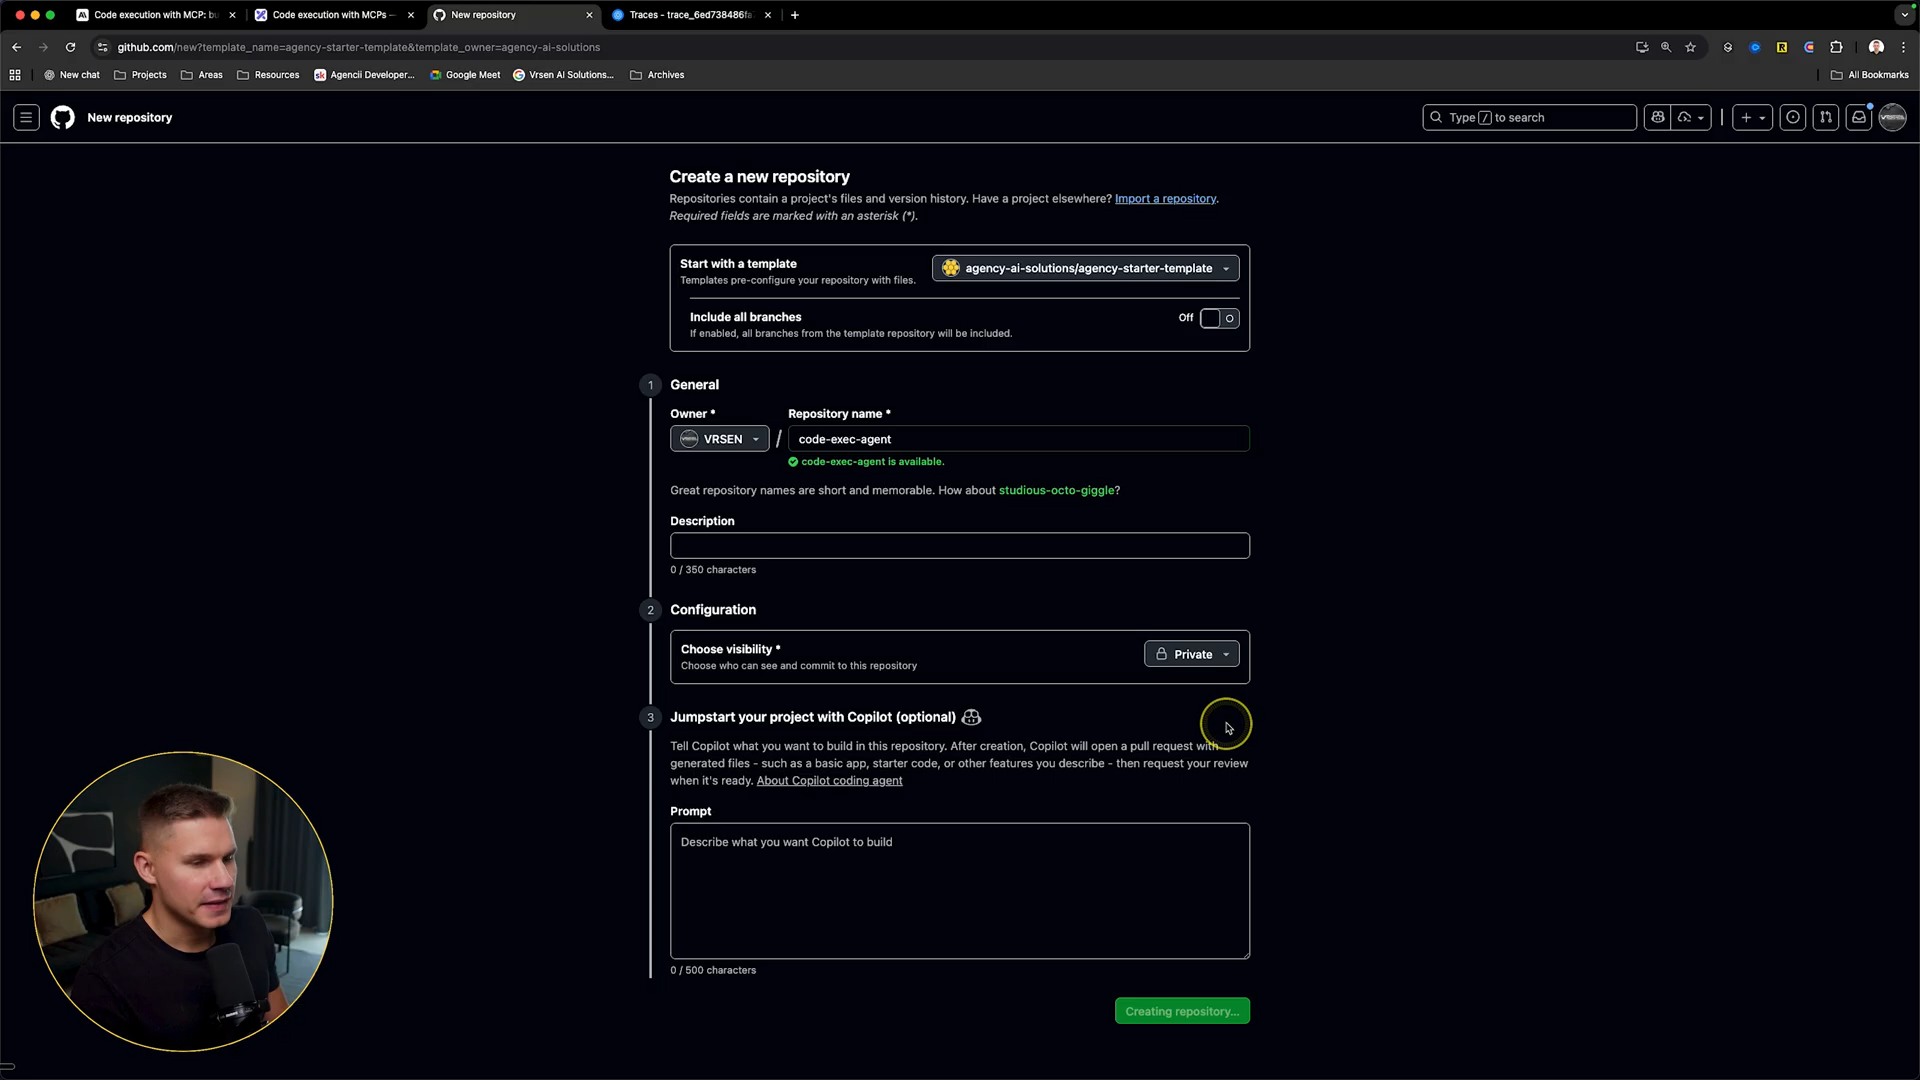 Code execution with MCP: bu
Code execution with MCPs —
New repository
Traces - trace_6ed738486fa
github.com/new?template_name=agency-starter-template&template_owner=agency-ai-solutions
New chat
Projects
Areas
Resources
Agencii Developer...
Google Meet
Vrsen AI Solutions...
Archives
All Bookmarks
New repository
Type / to search
Create a new repository
Repositories contain a project's files and version history. Have a project elsewhere? Import a repository.
Required fields are marked with an asterisk (*).
Start with a template
Templates pre-configure your repository with files.
agency-ai-solutions/agency-starter-template
Include all branches
If enabled, all branches from the template repository will be included.
Off
1
General
Owner *
Repository name *
VRSEN
/
code-exec-agent
code-exec-agent is available.
Great repository names are short and memorable. How about studious-octo-giggle?
Description
0 / 350 characters
2
Configuration
Choose visibility *
Choose who can see and commit to this repository
Private
3
Jumpstart your project with Copilot (optional)
Tell Copilot what you want to build in this repository. After creation, Copilot will open a pull request with
generated files - such as a basic app, starter code, or other features you describe - then request your review
when it's ready. About Copilot coding agent
Prompt
Describe what you want Copilot to build
0 / 500 characters
Creating repository...